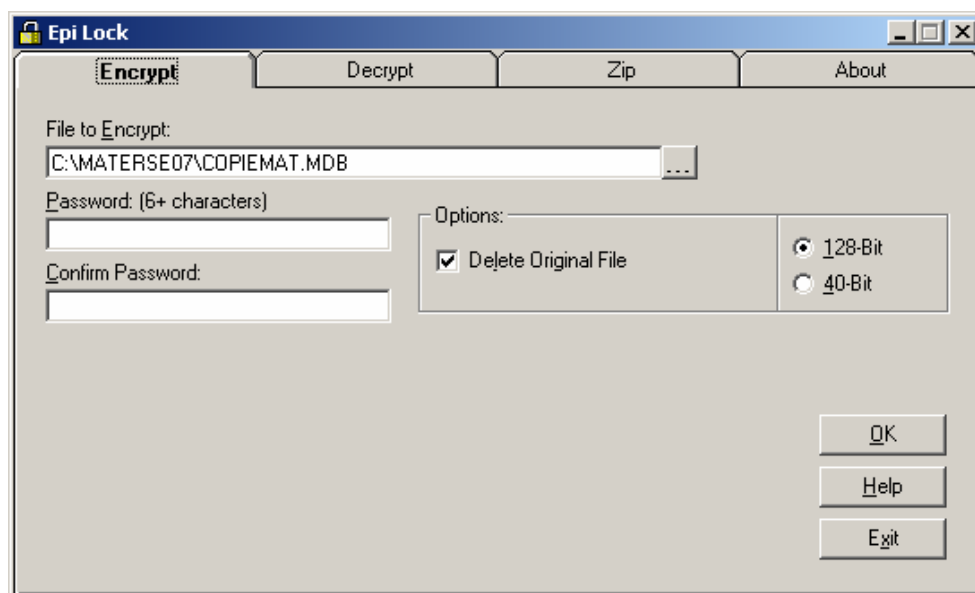 Epi Lock
Encrypt Decrypt Zip About
File to Encrypt:
C:\MATERSE07\COPIEMAT.MDB ...
Password: (6+ characters)
Options:
Delete Original File
128-Bit
40-Bit
Confirm Password:
OK
Help
Exit